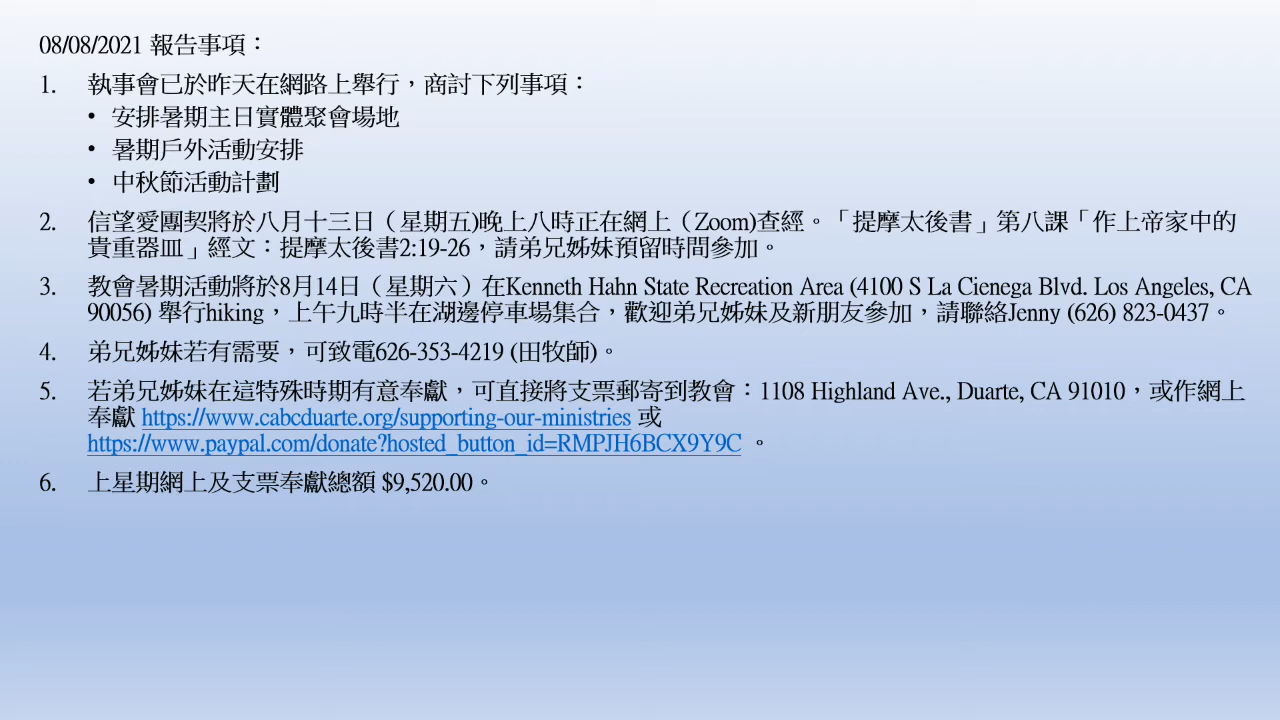 08/08/2021 報告事項：
1. 執事會已於昨天在網路上舉行，商討下列事項：
• 安排暑期主日實體聚會場地
• 暑期戶外活動安排
• 中秋節活動計劃
2. 信望愛團契將於八月十三日（星期五)晚上八時正在網上（Zoom)查經。「提摩太後書」第八課「作上帝家中的
貴重器皿」經文：提摩太後書2:19-26，請弟兄姊妹預留時間參加。
3. 教會暑期活動將於8月14日（星期六）在Kenneth Hahn State Recreation Area (4100 S La Cienega Blvd. Los Angeles, CA
90056) 舉行hiking，上午九時半在湖邊停車場集合，歡迎弟兄姊妹及新朋友參加，請聯絡Jenny (626) 823-0437。
4. 弟兄姊妹若有需要，可致電626-353-4219 (田牧師)。
5. 若弟兄姊妹在這特殊時期有意奉獻，可直接將支票郵寄到教會：1108 Highland Ave., Duarte, CA 91010，或作網上
奉獻 https://www.cabcduarte.org/supporting-our-ministries 或
https://www.paypal.com/donate?hosted_button_id=RMPJH6BCX9Y9C 。
6. 上星期網上及支票奉獻總額 $9,520.00。